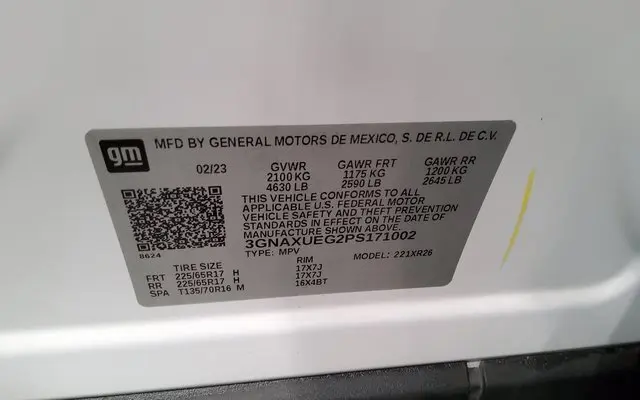 gm MFD BY GENERAL MOTORS DE MEXICO, S. DE R.L. DE C.V.
02/23 GVWR GAWR FRT GAWR RR
2100 KG 1175 KG 1200 KG
4630 LB 2590 LB 2645 LB
THIS VEHICLE CONFORMS TO ALL
APPLICABLE U.S. FEDERAL MOTOR
VEHICLE SAFETY AND THEFT PREVENTION
STANDARDS IN EFFECT ON THE DATE OF
MANUFACTURE SHOWN ABOVE.
3GNAXUEG2PS171002
8624 TYPE: MPV MODEL: 221XR26
TIRE SIZE RIM
FRT 225/65R17 H 17X7J
RR 225/65R17 H 17X7J
SPA T135/70R16 M 16X4BT